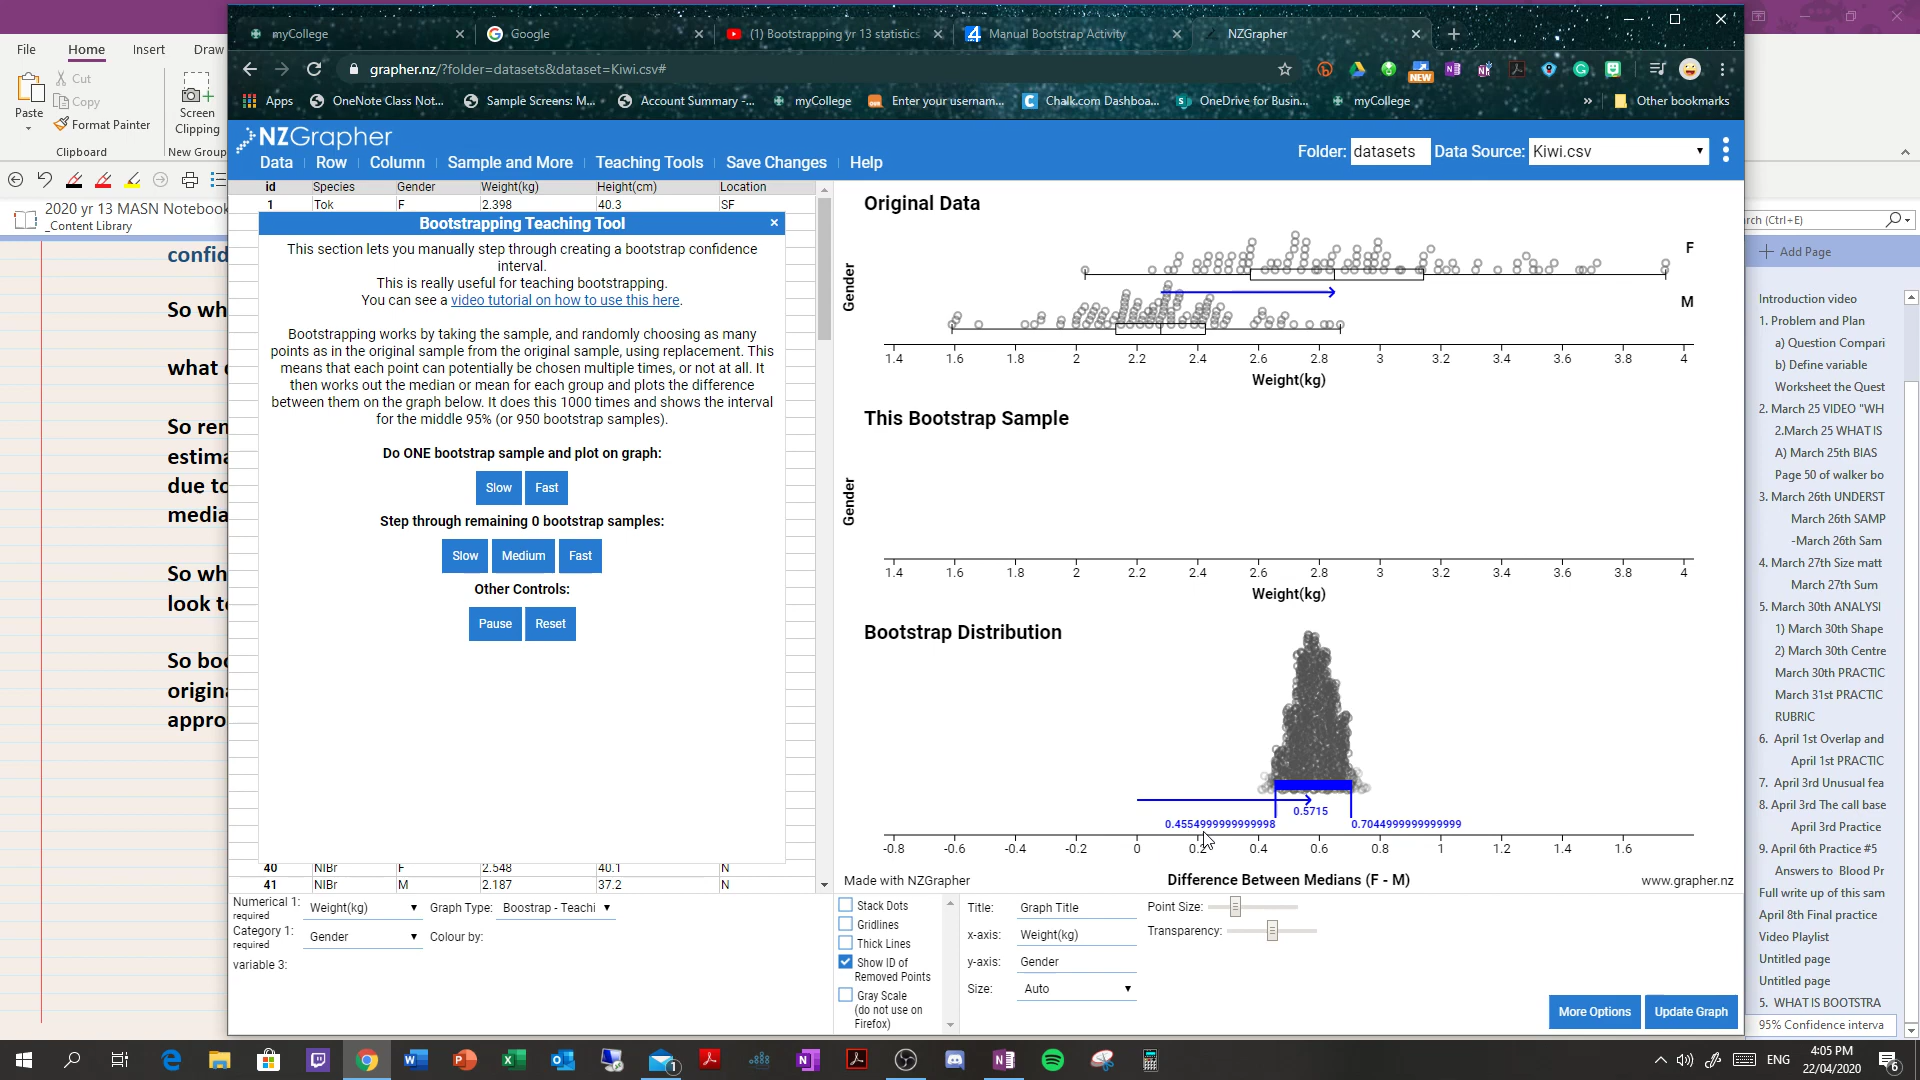 File Home Insert Draw
Cut
Copy
Paste
Format Painter
Clipboard
Screen
Clipping
New Group
2020 yr 13 MASN Notebook
_Content Library
confid
So wh
what
So ren
estima
due to
media
So wh
look to
So boo
origina
appro
myCollege
Google
(1) Bootstrapping yr 13 statistics
Manual Bootstrap Activity
NZGrapher
grapher.nz/?folder=datasets&dataset=Kiwi.csv#
NEW
Apps
OneNote Class Not...
Sample Screens: M...
Account Summary -...
myCollege
Enter your usernam...
Chalk.com Dashboa...
OneDrive for Busin...
myCollege
Other bookmarks
NZGrapher
Data Row Column Sample and More Teaching Tools Save Changes Help
Folder: datasets Data Source: Kiwi.csv
id Species Gender Weight(kg) Height(cm) Location
1 Tok F 2.398 40.3 SF
Bootstrapping Teaching Tool ×
This section lets you manually step through creating a bootstrap confidence
interval.
This is really useful for teaching bootstrapping.
You can see a video tutorial on how to use this here.
Bootstrapping works by taking the sample, and randomly choosing as many
points as in the original sample from the original sample, using replacement. This
means that each point can potentially be chosen multiple times, or not at all. It
then works out the median or mean for each group and plots the difference
between them on the graph below. It does this 1000 times and shows the interval
for the middle 95% (or 950 bootstrap samples).
Do ONE bootstrap sample and plot on graph:
Slow Fast
Step through remaining 0 bootstrap samples:
Slow Medium Fast
Other Controls:
Pause Reset
40 NIBr F 2.548 40.1 N
41 NIBr M 2.187 37.2 N
Original Data
Gender
F
M
1.4 1.6 1.8 2 2.2 2.4 2.6 2.8 3 3.2 3.4 3.6 3.8 4
Weight(kg)
This Bootstrap Sample
Gender
1.4 1.6 1.8 2 2.2 2.4 2.6 2.8 3 3.2 3.4 3.6 3.8 4
Weight(kg)
Bootstrap Distribution
0.5715
0.4554999999999998 0.7044999999999999
-0.8 -0.6 -0.4 -0.2 0 0.2 0.4 0.6 0.8 1 1.2 1.4 1.6
Made with NZGrapher
Difference Between Medians (F - M)
www.grapher.nz
Numerical 1: Weight(kg)
required
Graph Type: Boostrap - Teachi
Category 1: Gender
required
Colour by:
variable 3:
Stack Dots
Gridlines
Thick Lines
Show ID of
Removed Points
Gray Scale
(do not use on
Firefox)
Title: Graph Title
x-axis: Weight(kg)
y-axis: Gender
Size: Auto
Point Size:
Transparency:
More Options Update Graph
rch (Ctrl+E)
Add Page
Introduction video
1. Problem and Plan
a) Question Compari
b) Define variable
Worksheet the Quest
2. March 25 VIDEO "WH
2.March 25 WHAT IS
A) March 25th BIAS
Page 50 of walker bo
3. March 26th UNDERST
March 26th SAMP
-March 26th Sam
4. March 27th Size matt
March 27th Sum
5. March 30th ANALYSI
1) March 30th Shape
2) March 30th Centre
March 30th PRACTIC
March 31st PRACTIC
RUBRIC
6. April 1st Overlap and
April 1st PRACTIC
7. April 3rd Unusual fea
8. April 3rd The call base
April 3rd Practice
9. April 6th Practice #5
Answers to Blood Pr
Full write up of this sam
April 8th Final practice
Video Playlist
Untitled page
Untitled page
5. WHAT IS BOOTSTRA
95% Confidence interva
1
ENG
4:05 PM
22/04/2020
6